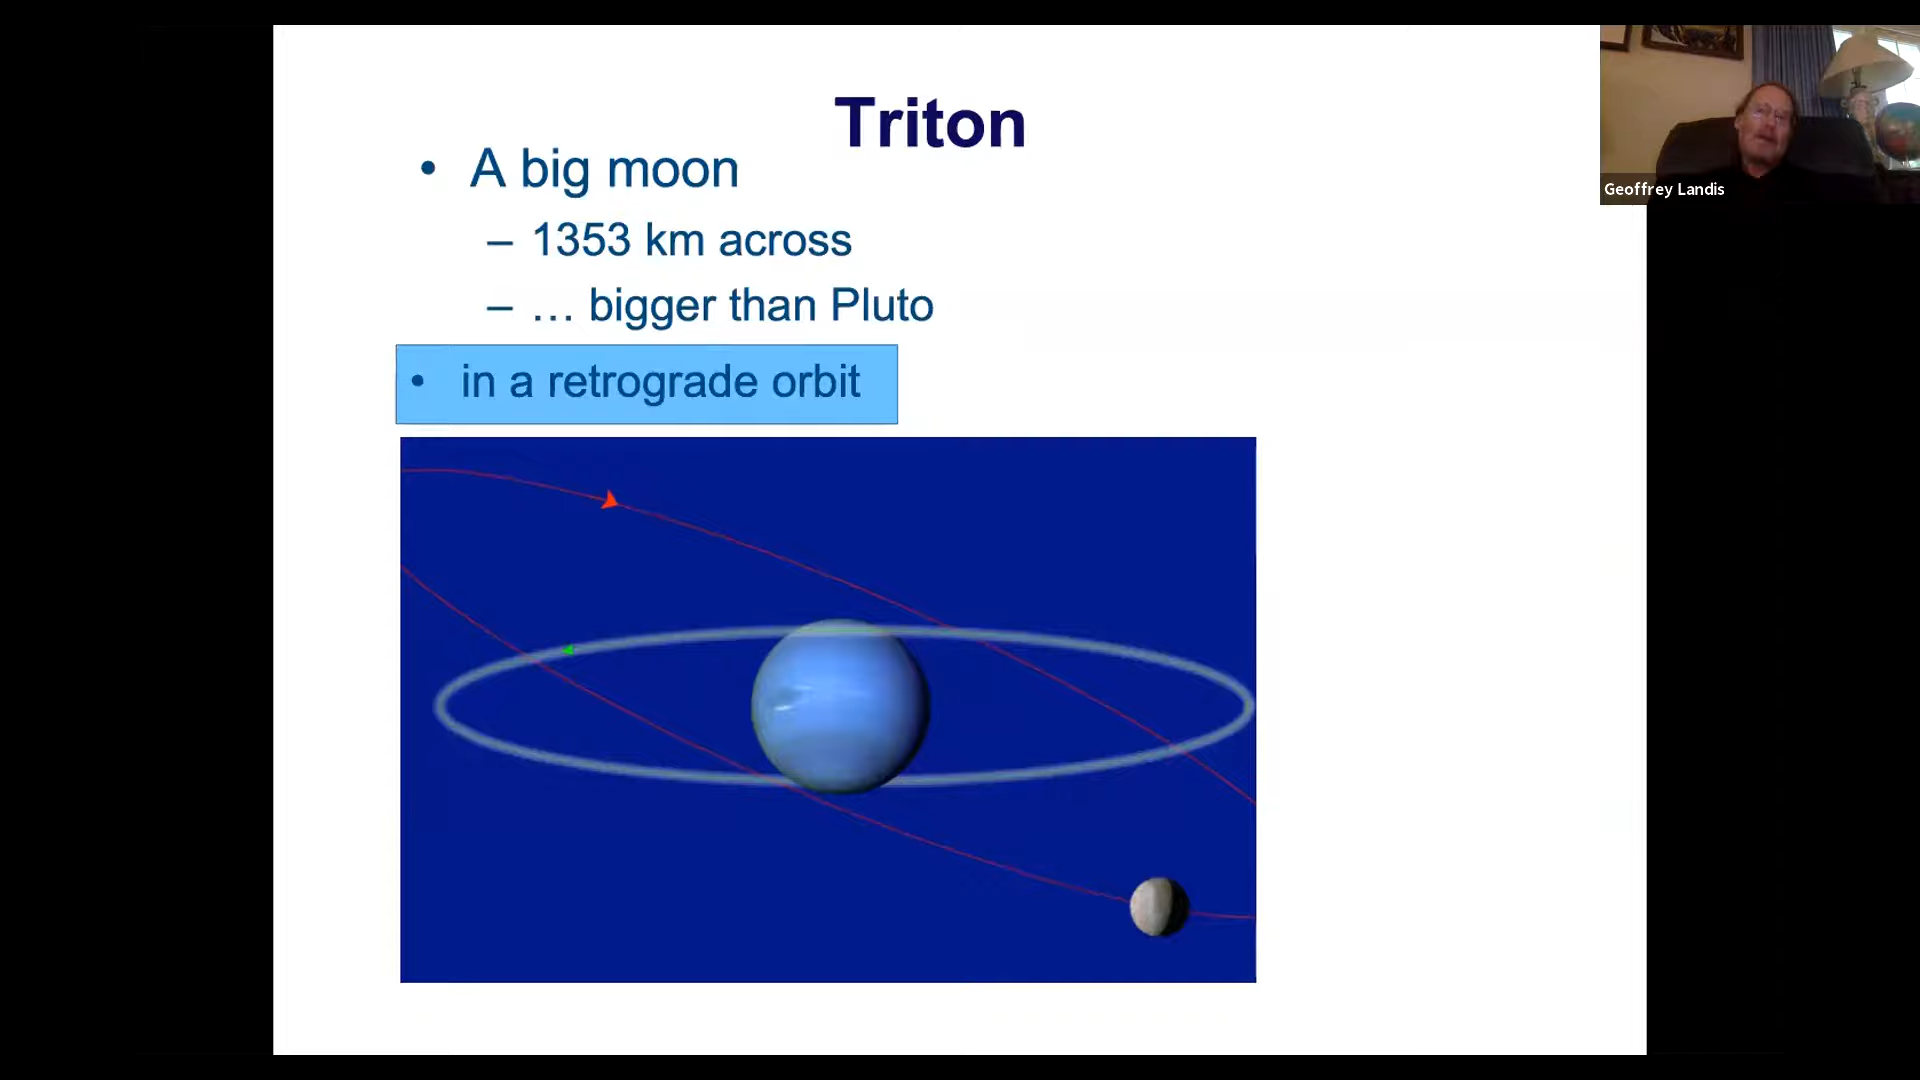 Triton
• A big moon
– 1353 km across
– … bigger than Pluto
• in a retrograde orbit
Geoffrey Landis